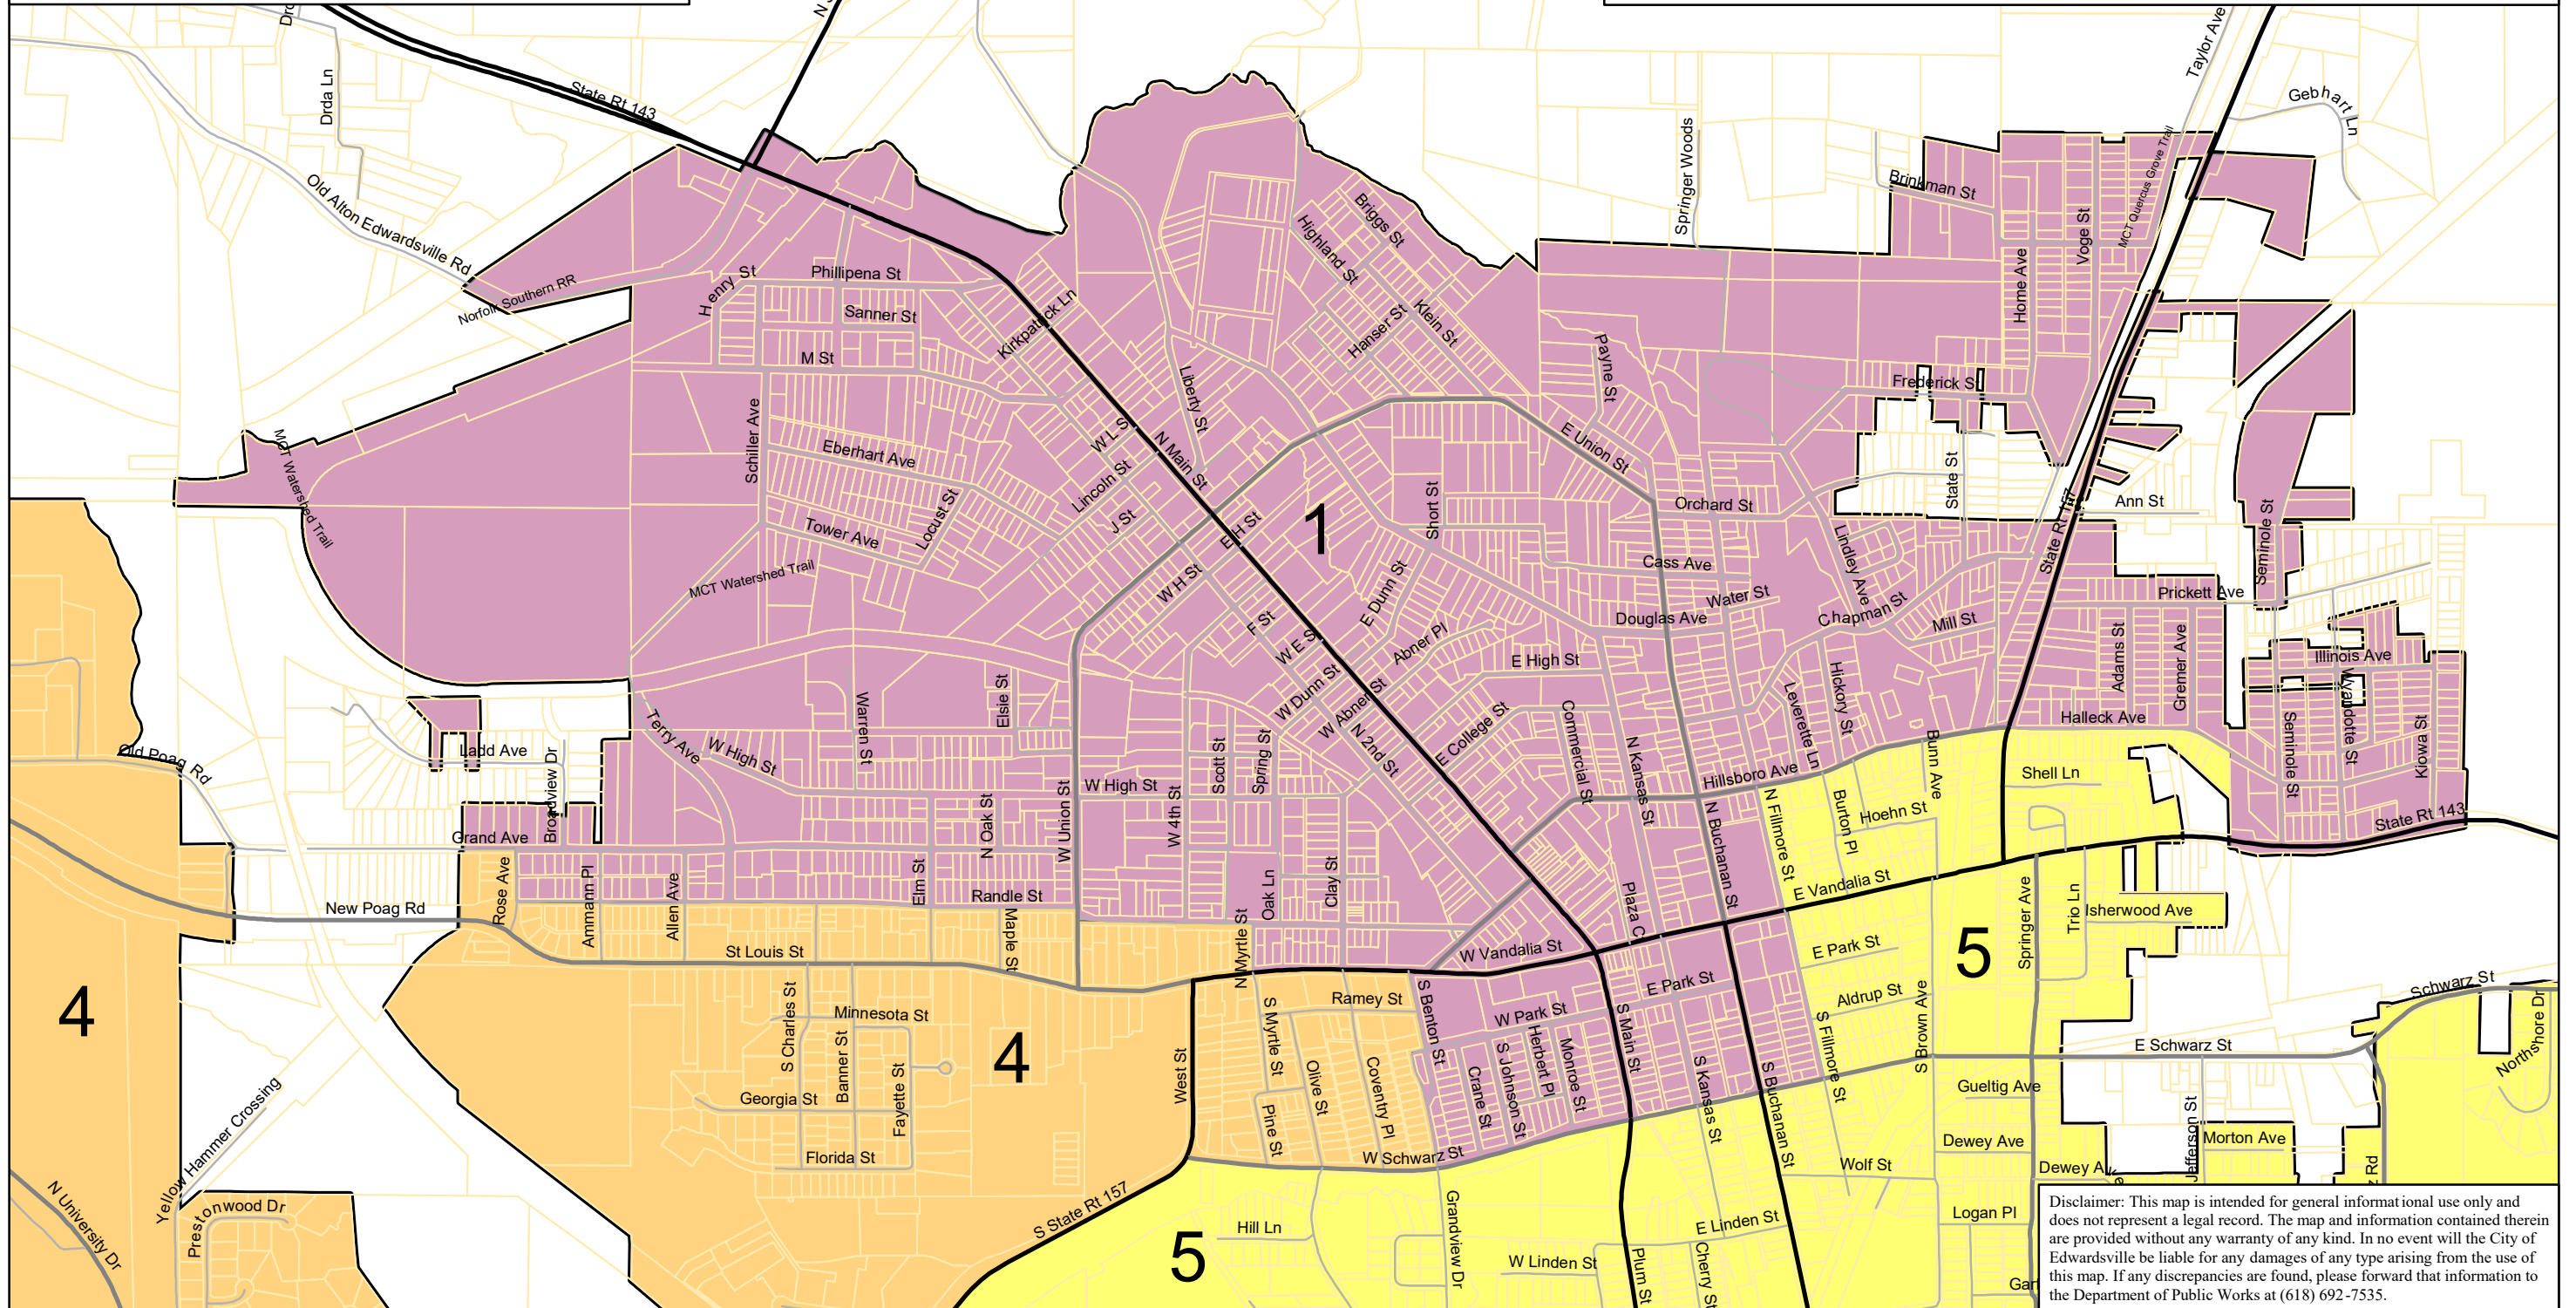 State Rt 143
Drda Ln
Taylor Ave
Gebhart Ln
Springer Woods
MCT Quercus Grove Trail
Old Alton Edwardsville Rd
Norfolk Southern RR
Brinkman St
Briggs St
Highland St
Voge St
Home Ave
Henry St
Phillipena St
Sanner St
Kirkpatrick Ln
Hanser St
Klein St
M St
Payne St
Liberty St
Frederick St
Schiller Ave
Eberhart Ave
W L S
N Main St
E Union St
MCT Watershed Trail
Lincoln St
J St
Locust St
Tower Ave
Short St
State St
Orchard St
State Rt 157
Ann St
Seminole St
E H St
1
W H St
MCT Watershed Trail
E Dunn St
Cass Ave
Lindley Ave
Water St
Douglas Ave
Chapman St
Mill St
Prickett Ave
F St
W E S
Abner Pl
E High St
Adams St
Gremer Ave
Illinois Ave
W Dunn St
W Abner St
N 2nd St
E College St
Commercial St
N Kansas St
Leverette Ln
Hickory St
Bunn Ave
Halleck Ave
Seminole St
Wyandotte St
Kiowa St
Elsie St
Warren St
Terry Ave
W High St
Ladd Ave
Broadview Dr
Old Poag Rd
W High St
Scott St
Spring St
W 4th St
W Union St
N Oak St
Hillsboro Ave
N Buchanan St
N Fillmore St
Burton Pl
Hoehn St
Shell Ln
State Rt 143
Grand Ave
Rose Ave
Ammann Pl
Allen Ave
Elm St
Randle St
Maple St
Oak Ln
Clay St
N Myrtle St
Plaza C
E Vandalia St
W Vandalia St
Springer Ave
Trio Ln
Isherwood Ave
New Poag Rd
St Louis St
4
4
5
5
E Park St
E Park St
W Park St
Aldrup St
S Brown Ave
S Fillmore St
S Main St
S Kansas St
S Buchanan St
S Benton St
Crane St
S Johnson St
Herbert Pl
Monroe St
Ramey St
S Myrtle St
Olive St
Pine St
Coventry Pl
West St
W Schwarz St
Minnesota St
S Charles St
Banner St
Fayette St
Georgia St
Florida St
Schwarz St
E Schwarz St
Northshore Dr
Gueltig Ave
Dewey Ave
Dewey Ave
Jefferson St
Morton Ave
Wolf St
Logan Pl
Yellow Hammer Crossing
Prestonwood Dr
N University Dr
S State Rt 157
Hill Ln
Grandview Dr
W Linden St
E Linden St
Plum St
Cherry St
S Buchanan St
Rd
Disclaimer: This map is intended for general informational use only and
does not represent a legal record. The map and information contained therein
are provided without any warranty of any kind. In no event will the City of
Edwardsville be liable for any damages of any type arising from the use of
this map. If any discrepancies are found, please forward that information to
the Department of Public Works at (618) 692-7535.